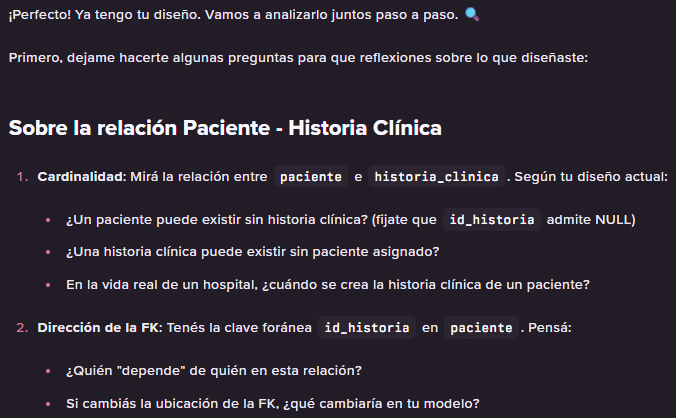 ¡Perfecto! Ya tengo tu diseño. Vamos a analizarlo juntos paso a paso. 🔍
Primero, dejame hacerte algunas preguntas para que reflexiones sobre lo que diseñaste:
Sobre la relación Paciente - Historia Clínica
1. Cardinalidad: Mirá la relación entre paciente e historia_clinica . Según tu diseño actual:
• ¿Un paciente puede existir sin historia clínica? (fijate que id_historia admite NULL)
• ¿Una historia clínica puede existir sin paciente asignado?
• En la vida real de un hospital, ¿cuándo se crea la historia clínica de un paciente?
2. Dirección de la FK: Tenés la clave foránea id_historia en paciente . Pensá:
• ¿Quién "depende" de quién en esta relación?
• Si cambiás la ubicación de la FK, ¿qué cambiaría en tu modelo?